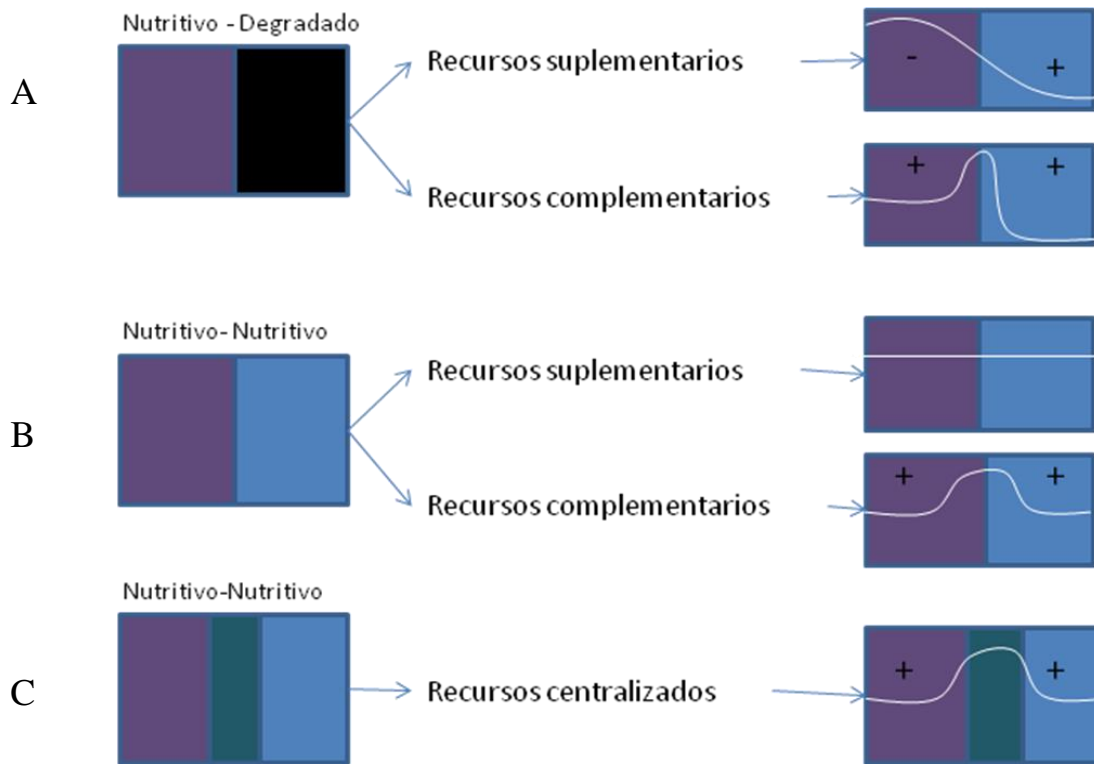 Nutritivo - Degradado
A
Recursos suplementarios
- +
Recursos complementarios
+ +
Nutritivo- Nutritivo
B
Recursos suplementarios
Recursos complementarios
+ +
Nutritivo-Nutritivo
C
Recursos centralizados
+ +